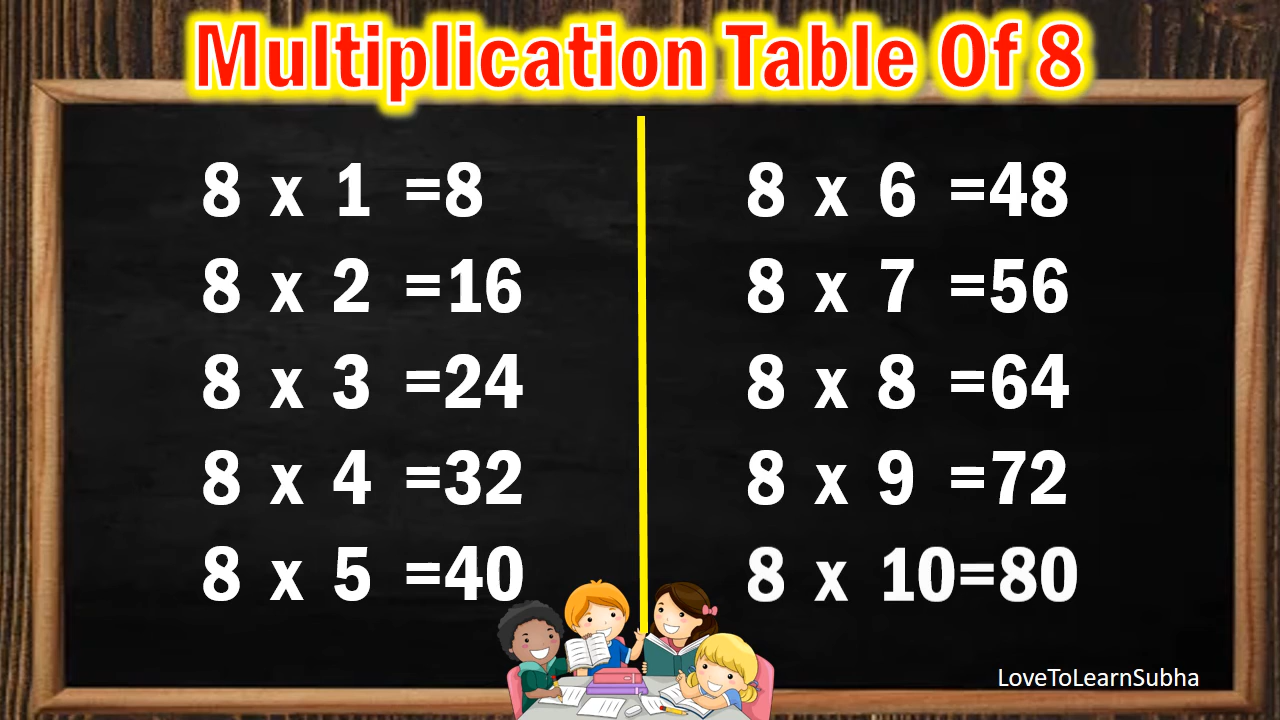 Multiplication Table Of 8
8 x 1 =8
8 x 2 =16
8 x 3 =24
8 x 4 =32
8 x 5 =40
8 x 6 =48
8 x 7 =56
8 x 8 =64
8 x 9 =72
8 x 10=80
LoveToLearnSubha